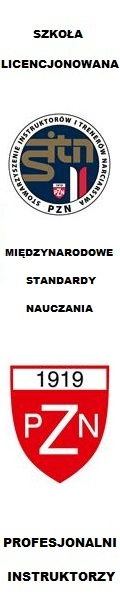 SZKOŁA
LICENCJONOWANA
STOWARZYSZENIE INSTRUKTORÓW I TRENERÓW NARCIARSTWA
sitn
PZN
MIĘDZYNARODOWE
STANDARDY
NAUCZANIA
1919
PZN
PROFESJONALNI
INSTRUKTORZY